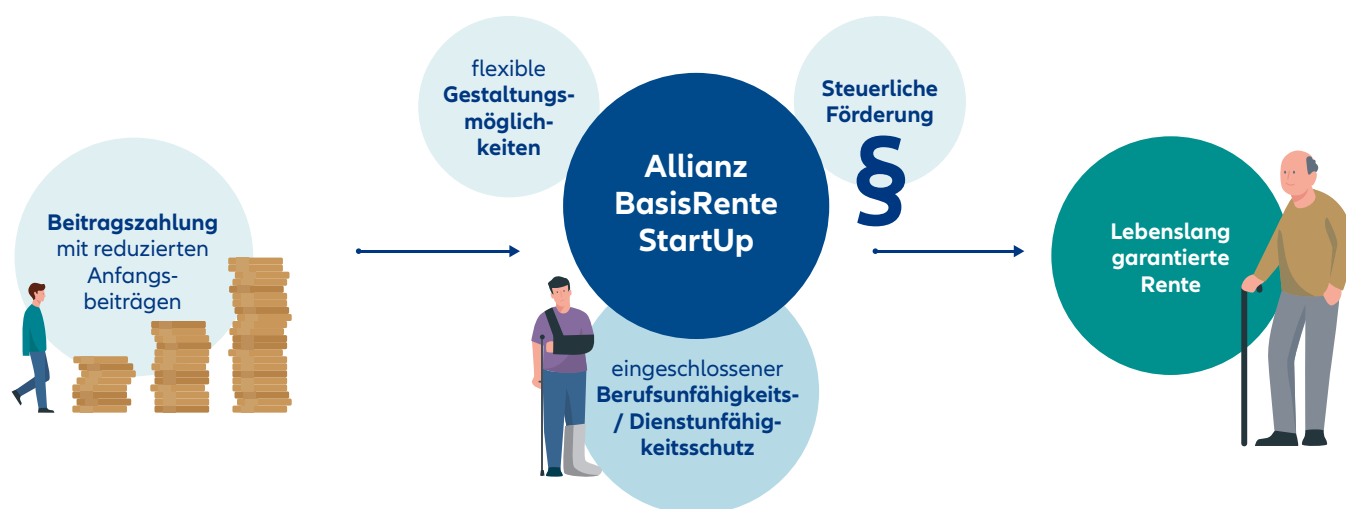 Beitragszahlung
mit reduzierten
Anfangs-
beiträgen
flexible
Gestaltungs-
möglich-
keiten
Allianz
BasisRente
StartUp
Steuerliche
Förderung
§
eingeschlossener
Berufsunfähigkeits-
/ Dienstunfähig-
keitsschutz
Lebenslang
garantierte
Rente